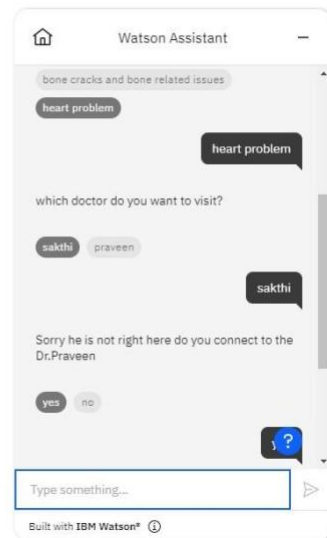 Watson Assistant
bone cracks and bone related issues
heart problem
heart problem
which doctor do you want to visit?
sakthi praveen
sakthi
Sorry he is not right here do you connect to the
Dr.Praveen
yes no
?
Type something...
Built with IBM Watson®